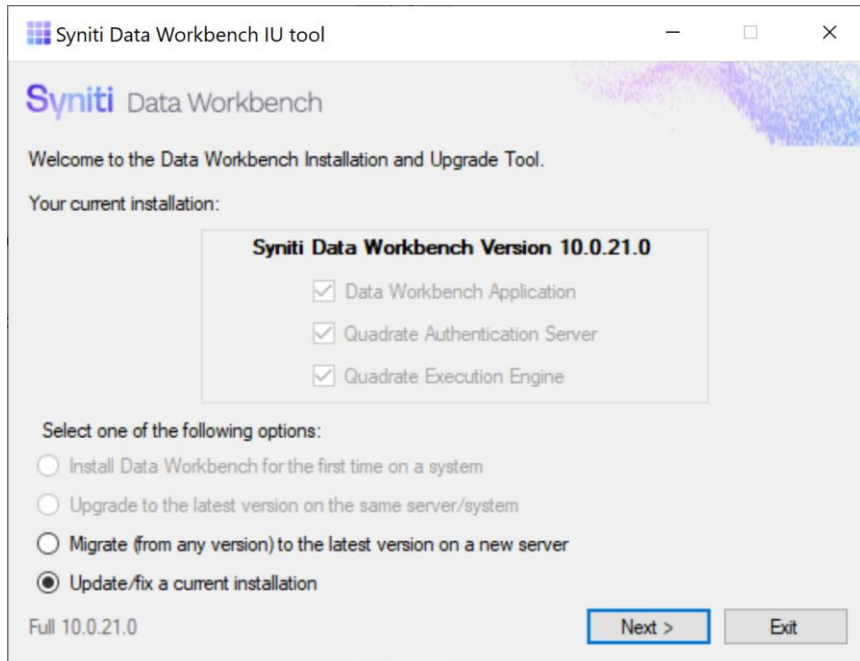 Syniti Data Workbench IU tool
Syniti Data Workbench
Welcome to the Data Workbench Installation and Upgrade Tool.
Your current installation:
Syniti Data Workbench Version 10.0.21.0
Data Workbench Application
Quadrate Authentication Server
Quadrate Execution Engine
Select one of the following options:
Install Data Workbench for the first time on a system
Upgrade to the latest version on the same server/system
Migrate (from any version) to the latest version on a new server
Update/fix a current installation
Full 10.0.21.0 Next > Exit